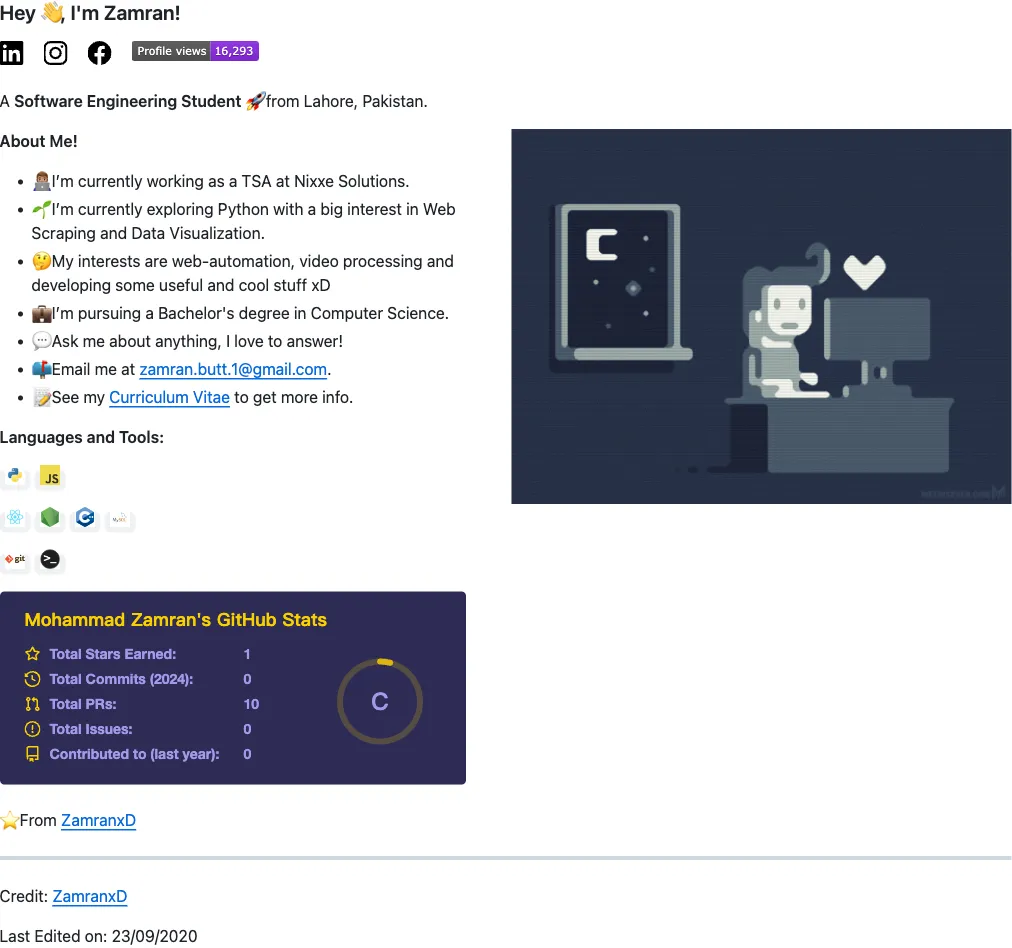 Hey 👋, I'm Zamran!
in
Profile views 16,293
A Software Engineering Student 🚀from Lahore, Pakistan.
About Me!
👨🏽‍💻I'm currently working as a TSA at Nixxe Solutions.
🌱I'm currently exploring Python with a big interest in Web
Scraping and Data Visualization.
🤔My interests are web-automation, video processing and
developing some useful and cool stuff xD
💼I'm pursuing a Bachelor's degree in Computer Science.
💬Ask me about anything, I love to answer!
📫Email me at zamran.butt.1@gmail.com.
📝See my Curriculum Vitae to get more info.
Languages and Tools:
JS
C++ MySQL
git >_
Mohammad Zamran's GitHub Stats
Total Stars Earned: 1
Total Commits (2024): 0
Total PRs: 10
Total Issues: 0
Contributed to (last year): 0
C
⭐From ZamranxD
Credit: ZamranxD
Last Edited on: 23/09/2020